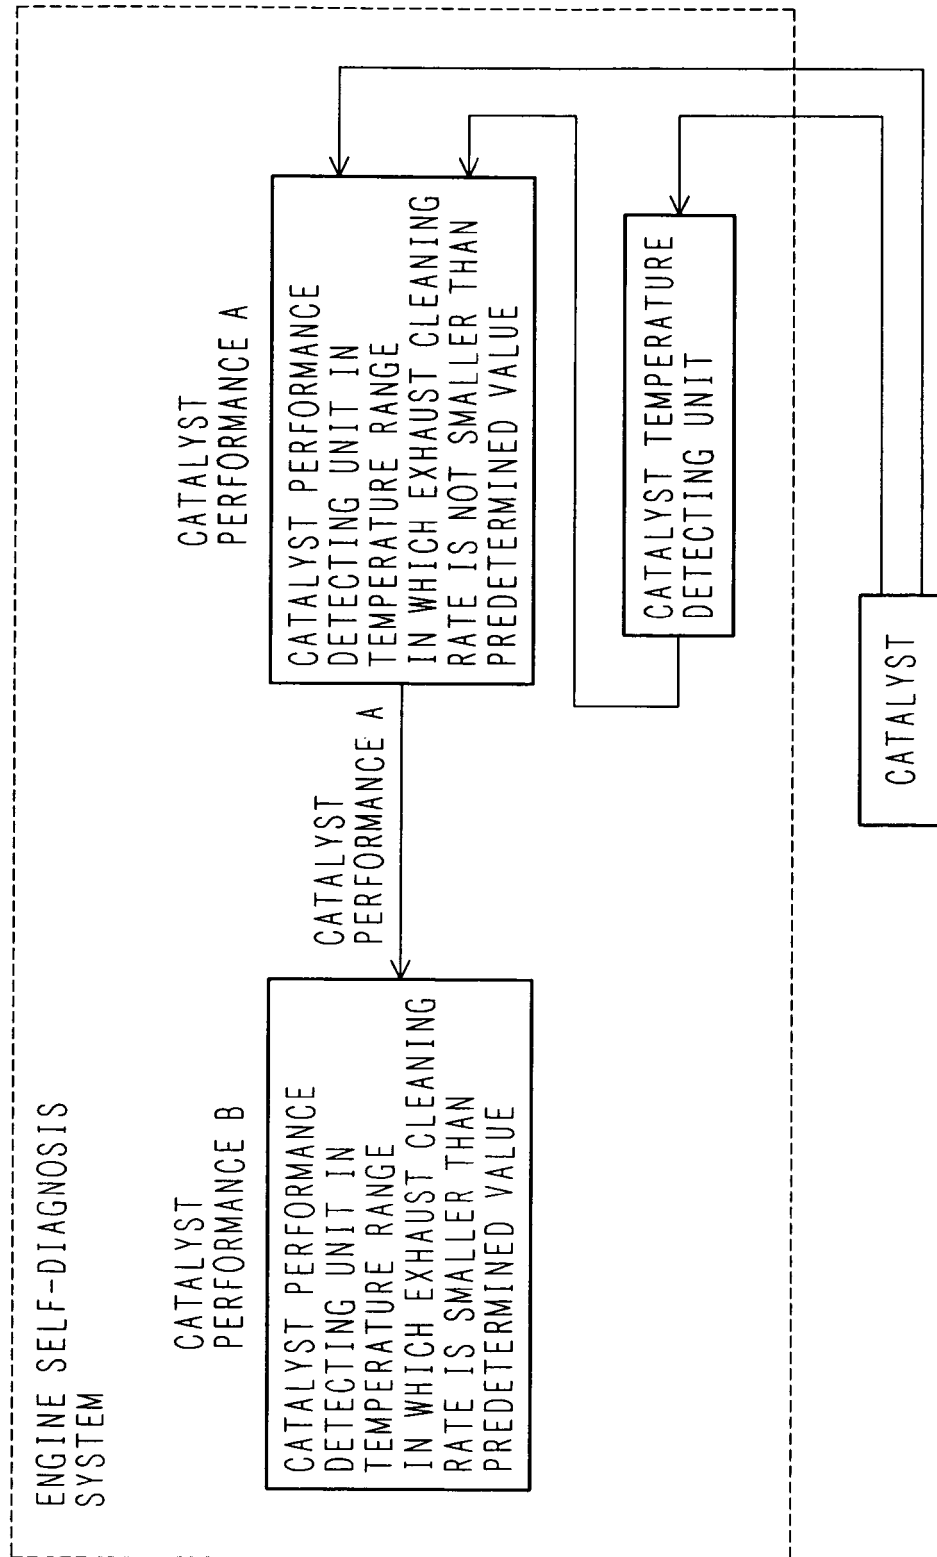 ENGINE SELF-DIAGNOSIS
SYSTEM
CATALYST
PERFORMANCE B
CATALYST PERFORMANCE
DETECTING UNIT IN
TEMPERATURE RANGE
IN WHICH EXHAUST CLEANING
RATE IS SMALLER THAN
PREDETERMINED VALUE
CATALYST
PERFORMANCE A
CATALYST
PERFORMANCE A
CATALYST PERFORMANCE
DETECTING UNIT IN
TEMPERATURE RANGE
IN WHICH EXHAUST CLEANING
RATE IS NOT SMALLER THAN
PREDETERMINED VALUE
CATALYST TEMPERATURE
DETECTING UNIT
CATALYST